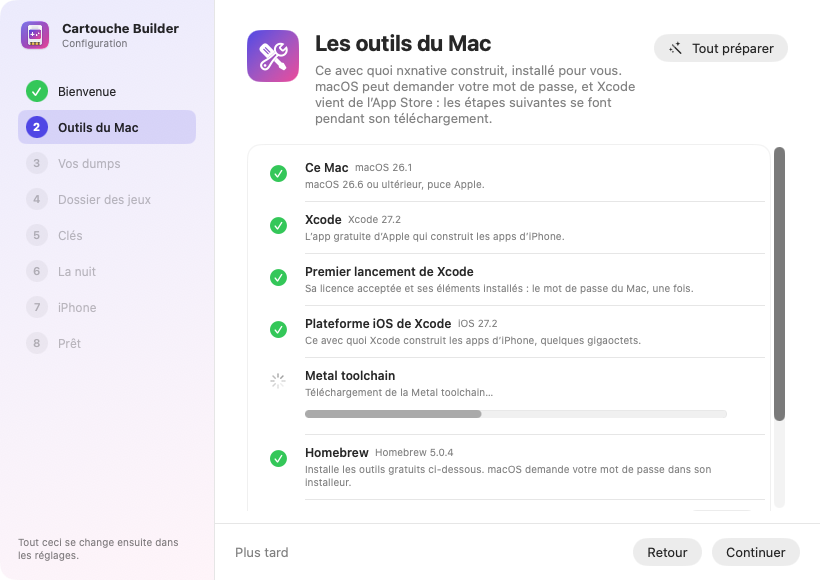 Cartouche Builder
Configuration
Bienvenue
2 Outils du Mac
3 Vos dumps
4 Dossier des jeux
5 Clés
6 La nuit
7 iPhone
8 Prêt
Tout ceci se change ensuite dans
les réglages.
Les outils du Mac
Ce avec quoi nxnative construit, installé pour vous.
macOS peut demander votre mot de passe, et Xcode
vient de l’App Store : les étapes suivantes se font
pendant son téléchargement.
Tout préparer
Ce Mac macOS 26.1
macOS 26.6 ou ultérieur, puce Apple.
Xcode Xcode 27.2
L’app gratuite d’Apple qui construit les apps d’iPhone.
Premier lancement de Xcode
Sa licence acceptée et ses éléments installés : le mot de passe du Mac, une fois.
Plateforme iOS de Xcode iOS 27.2
Ce avec quoi Xcode construit les apps d’iPhone, quelques gigaoctets.
Metal toolchain
Téléchargement de la Metal toolchain…
Homebrew Homebrew 5.0.4
Installe les outils gratuits ci-dessous. macOS demande votre mot de passe dans son
installeur.
Plus tard
Retour
Continuer